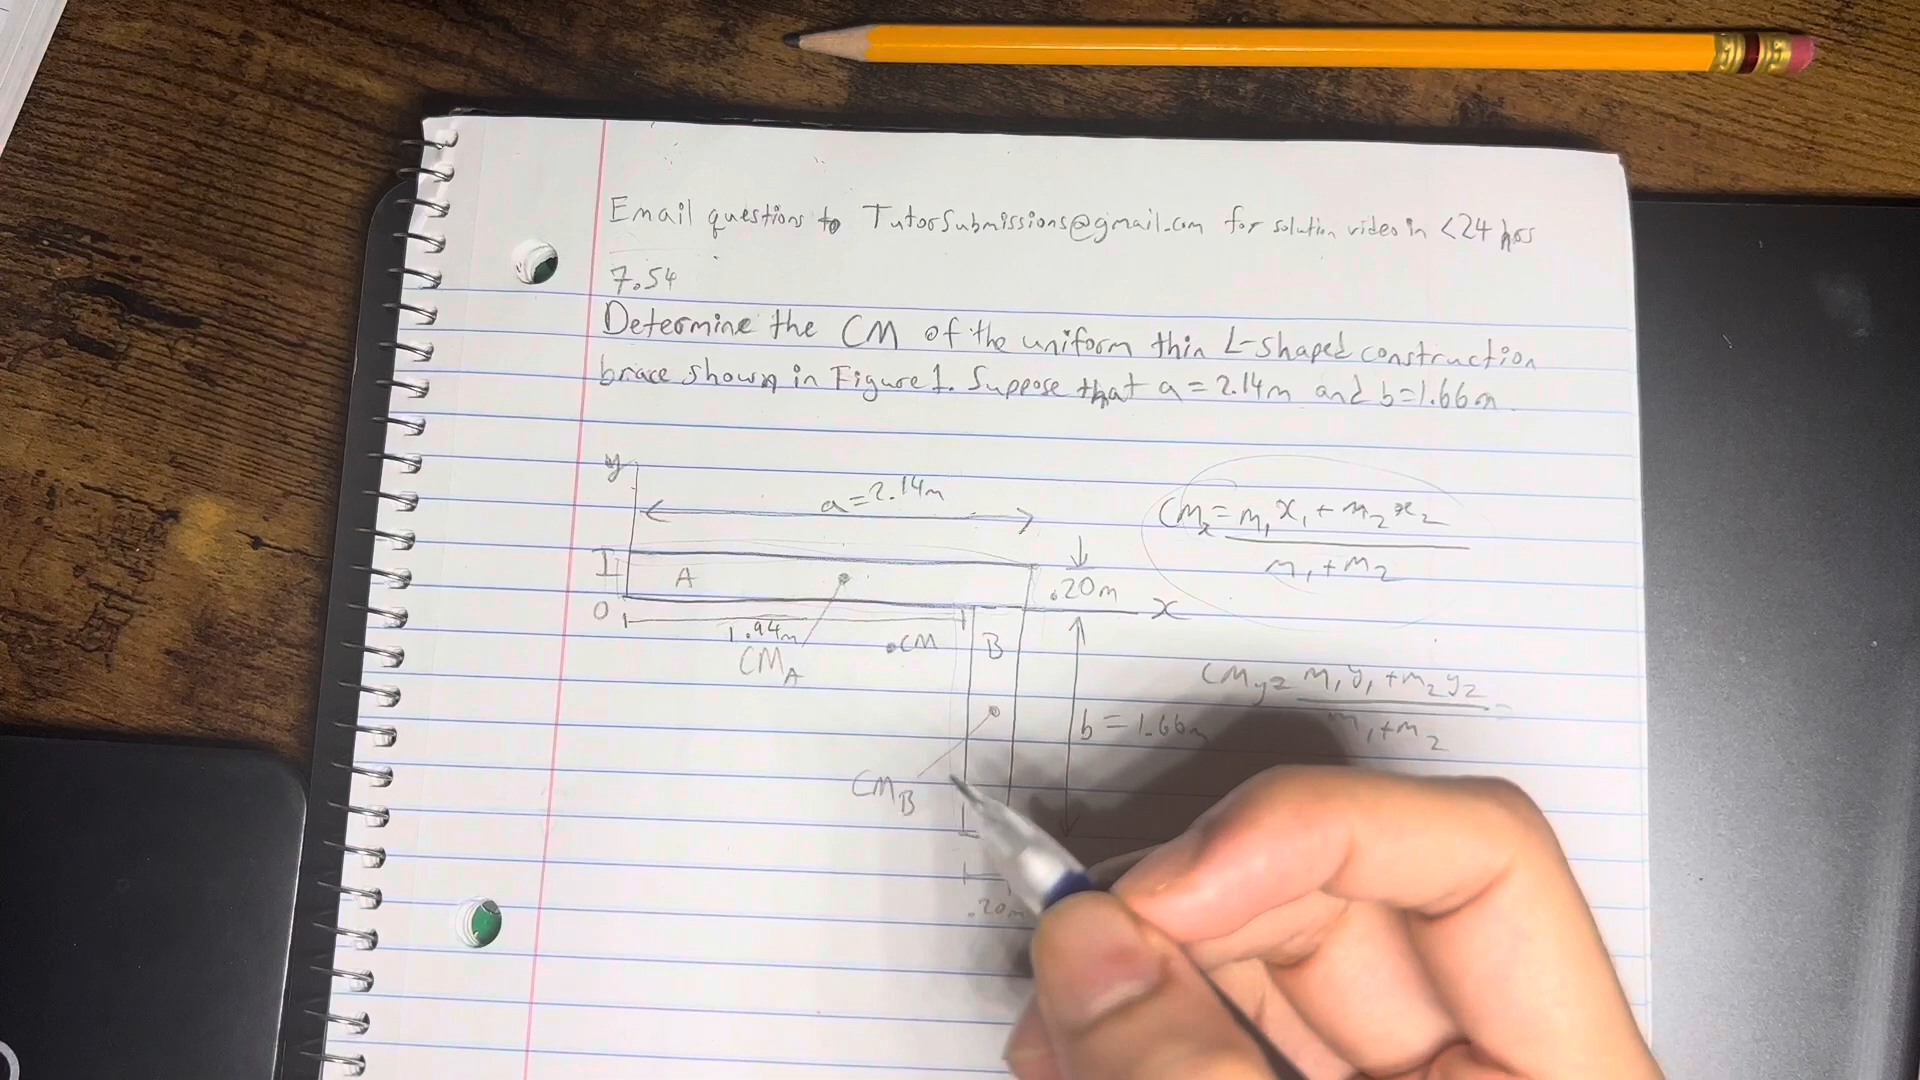 Email questions to TutorSubmissions@gmail.com for solution video in <24 hrs
7.54
Determine the CM of the uniform thin L-shaped construction
brace shown in Figure 1. Suppose that a = 2.14m and b=1.66m.
y
a=2.14m
CMx = m1x1 + m2x2
m1 + m2
A
.20m
O
x
1.94m
.CM
B
CMA
CMy = m1y1 + m2y2
m1 + m2
b = 1.66m
CMB
.20m